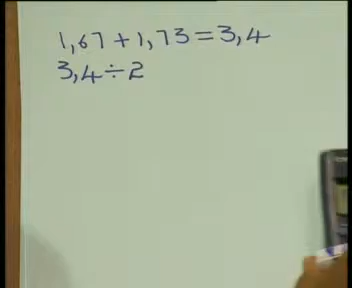 1,67 + 1,73 = 3,4
3,4 ÷ 2